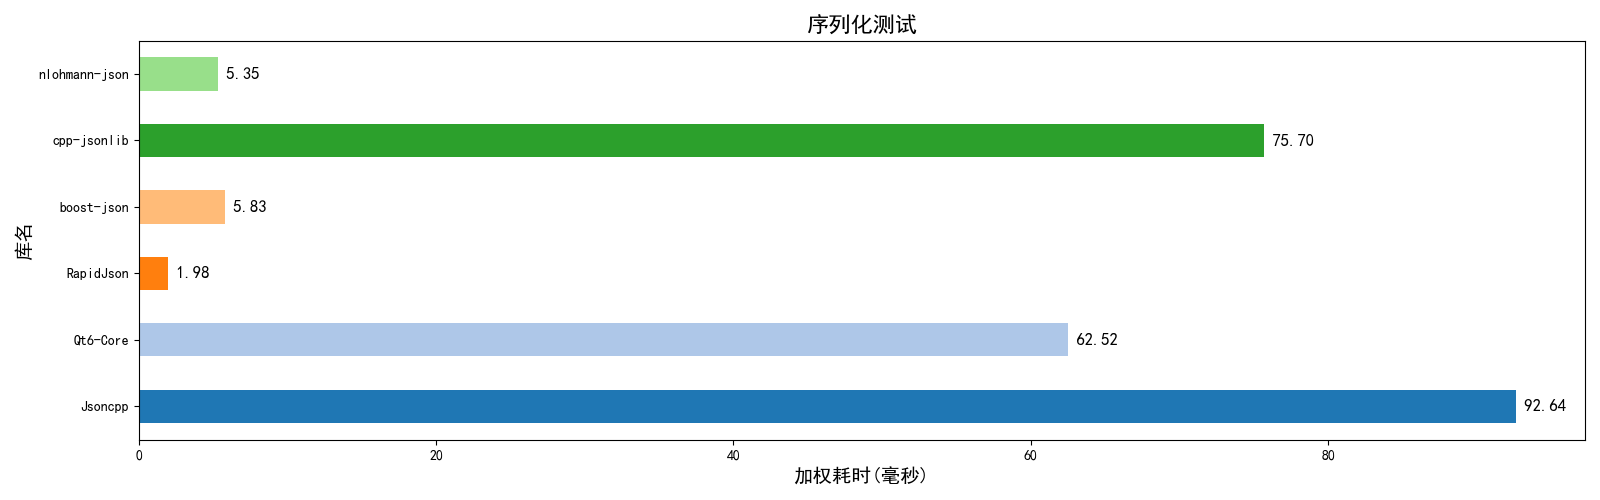 序列化测试
库名
nlohmann-json
5.35
cpp-jsonlib
75.70
boost-json
5.83
RapidJson
1.98
Qt6-Core
62.52
Jsoncpp
92.64
0
20
40
60
80
加权耗时(毫秒)